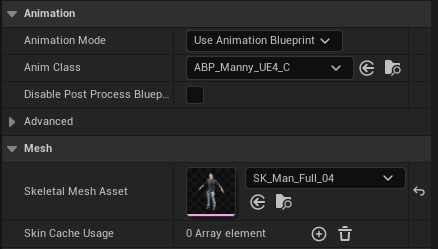 Animation
Animation Mode Use Animation Blueprint
Anim Class ABP_Manny_UE4_C
Disable Post Process Bluep...
Advanced
Mesh
Skeletal Mesh Asset SK_Man_Full_04
Skin Cache Usage 0 Array element